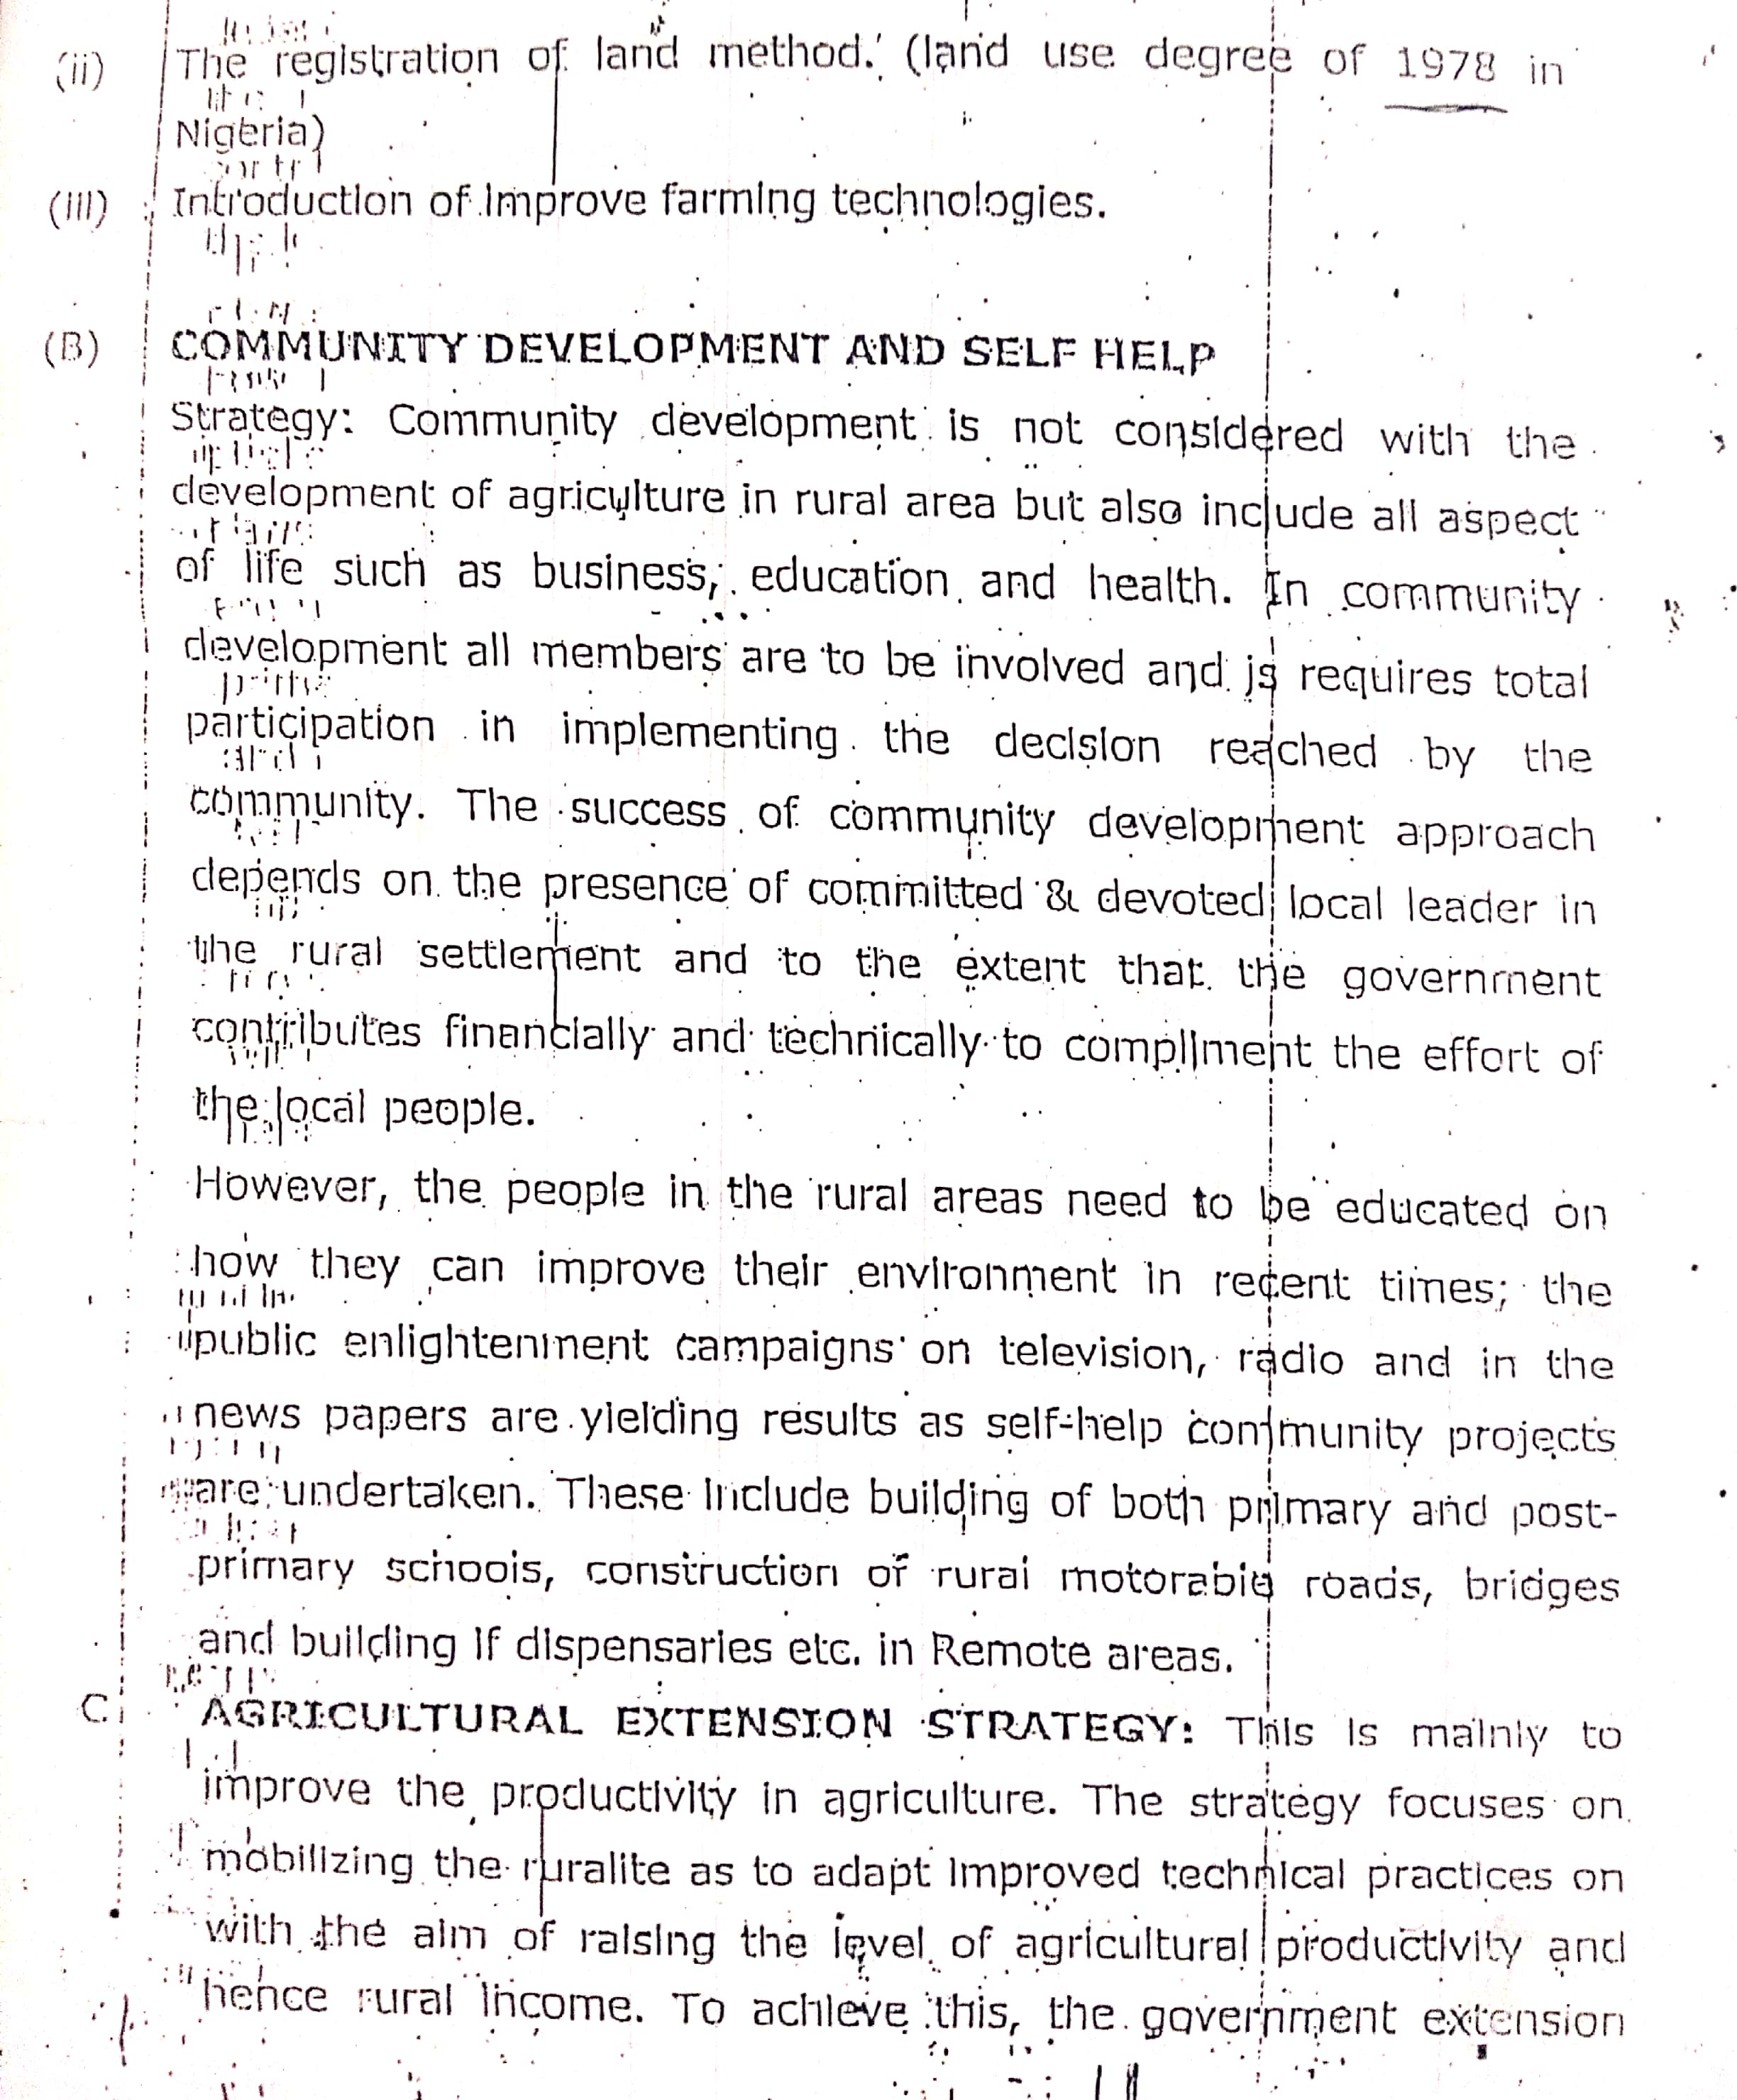 (ii) The registration of land method. (land use degree of 1978 in
Nigeria)
(iii) Introduction of improve farming technologies.
(B) COMMUNITY DEVELOPMENT AND SELF HELP
Strategy: Community development is not considered with the
development of agriculture in rural area but also include all aspect
of life such as business, education and health. In community
development all members are to be involved and is requires total
participation in implementing the decision reached by the
community. The success of community development approach
depends on the presence of committed & devoted local leader in
the rural settlement and to the extent that the government
contributes financially and technically to compliment the effort of
the local people.
However, the people in the rural areas need to be educated on
how they can improve their environment in recent times; the
public enlightenment campaigns on television, radio and in the
news papers are yielding results as self-help community projects
are undertaken. These include building of both primary and post-
primary schools, construction of rural motorable roads, bridges
and building if dispensaries etc. in Remote areas.
C. AGRICULTURAL EXTENSION STRATEGY: This is mainly to
improve the productivity in agriculture. The strategy focuses on
mobilizing the ruralite as to adapt improved technical practices on
with the aim of raising the level of agricultural productivity and
hence rural income. To achieve this, the government extension